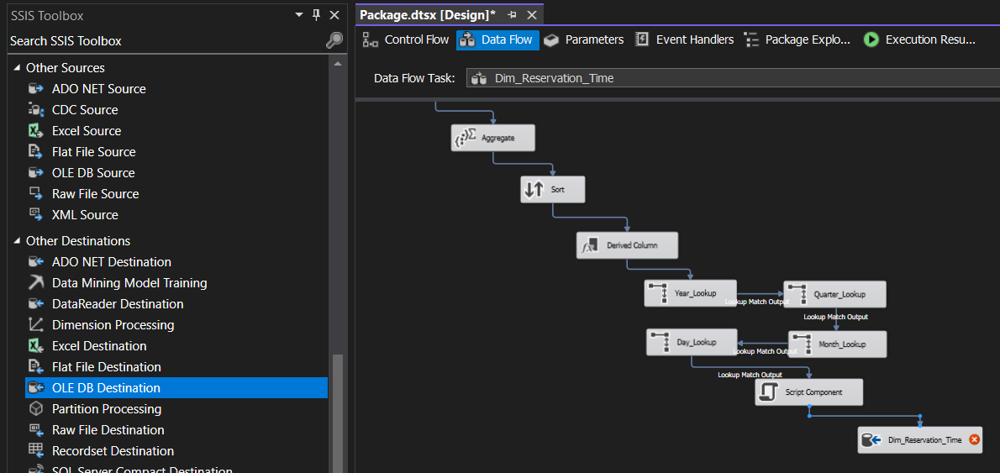 SSIS Toolbox
Search SSIS Toolbox
Other Sources
ADO NET Source
CDC Source
Excel Source
Flat File Source
OLE DB Source
Raw File Source
XML Source
Other Destinations
ADO NET Destination
Data Mining Model Training
DataReader Destination
Dimension Processing
Excel Destination
Flat File Destination
OLE DB Destination
Partition Processing
Raw File Destination
Recordset Destination
SQL Server Compact Destination
Package.dtsx [Design]*
Control Flow Data Flow Parameters Event Handlers Package Explo... Execution Resu...
Data Flow Task: Dim_Reservation_Time
Aggregate
Sort
Derived Column
Year_Lookup Lookup Match Output Quarter_Lookup
Lookup Match Output
Day_Lookup Lookup Match Output Month_Lookup
Lookup Match Output
Script Component
Dim_Reservation_Time